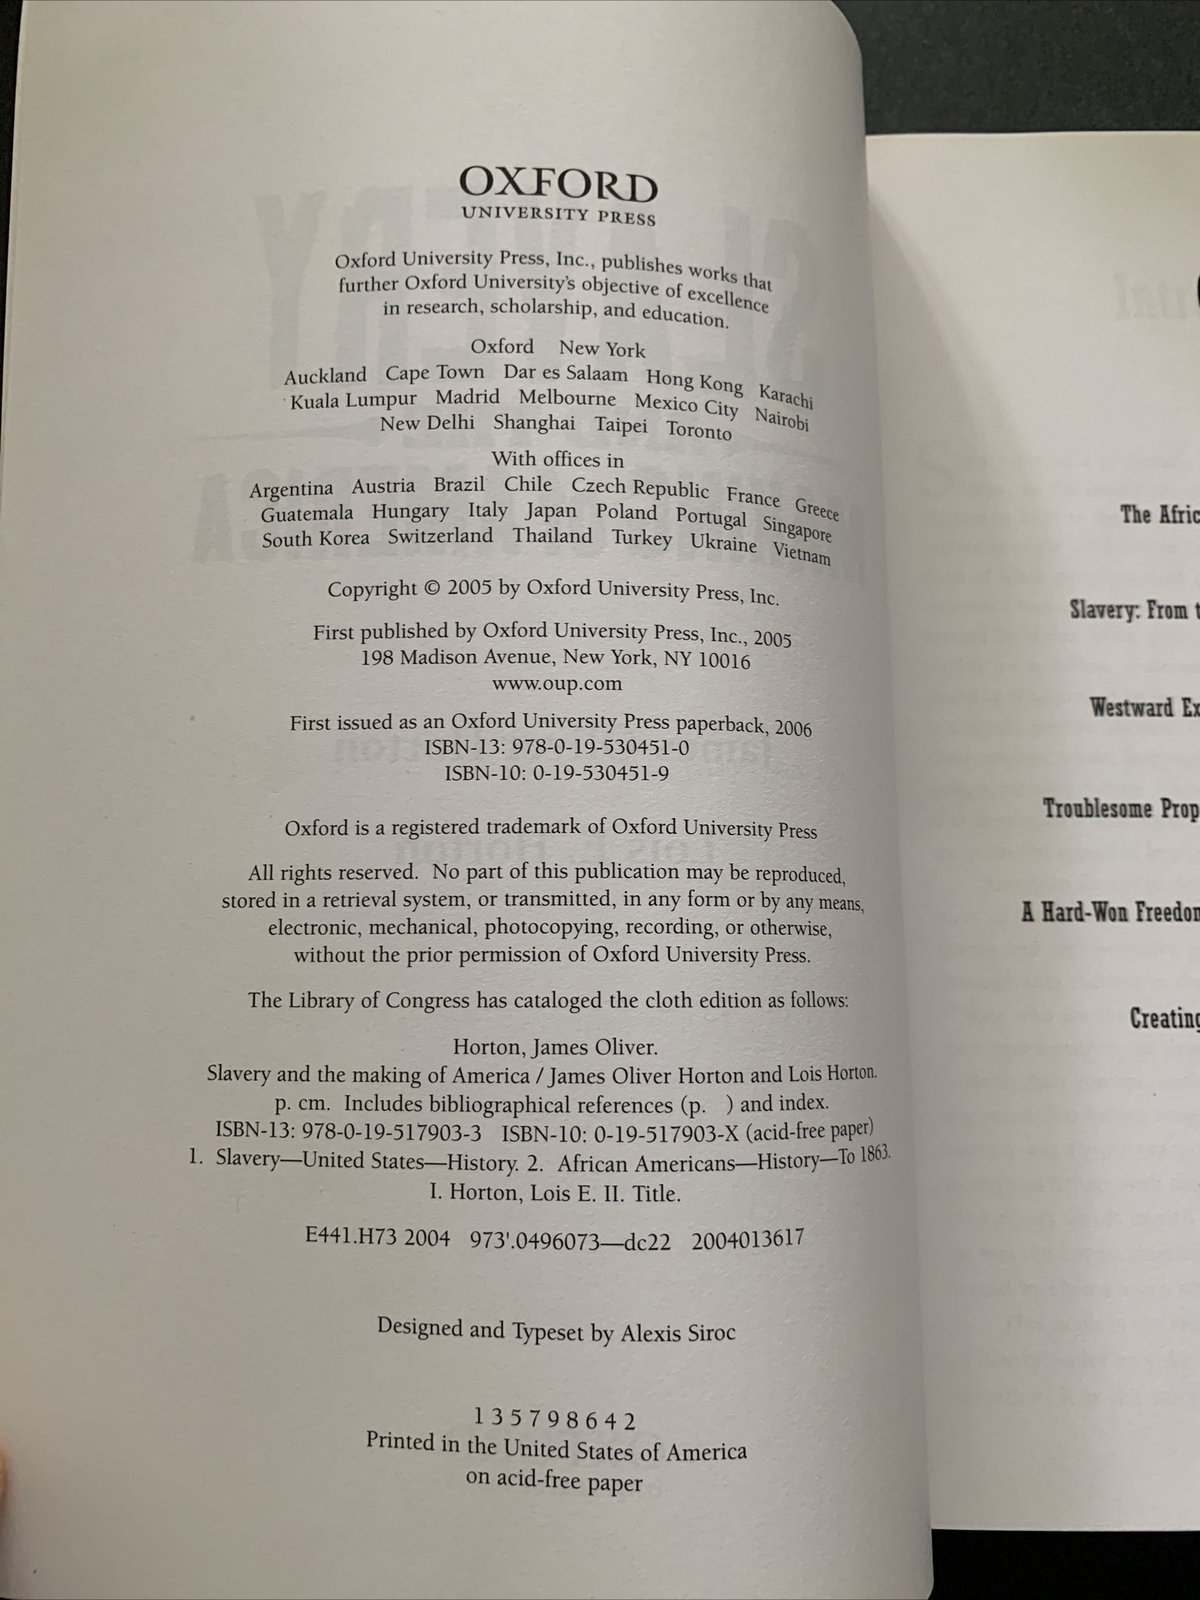 OXFORD
UNIVERSITY PRESS
Oxford University Press, Inc., publishes works that
further Oxford University's objective of excellence
in research, scholarship, and education.
Oxford New York
Auckland Cape Town Dar es Salaam Hong Kong Karachi
Kuala Lumpur Madrid Melbourne Mexico City Nairobi
New Delhi Shanghai Taipei Toronto
With offices in
Argentina Austria Brazil Chile Czech Republic France Greece
Guatemala Hungary Italy Japan Poland Portugal Singapore
South Korea Switzerland Thailand Turkey Ukraine Vietnam
Copyright © 2005 by Oxford University Press, Inc.
First published by Oxford University Press, Inc., 2005
198 Madison Avenue, New York, NY 10016
www.oup.com
First issued as an Oxford University Press paperback, 2006
ISBN-13: 978-0-19-530451-0
ISBN-10: 0-19-530451-9
Oxford is a registered trademark of Oxford University Press
All rights reserved. No part of this publication may be reproduced,
stored in a retrieval system, or transmitted, in any form or by any means,
electronic, mechanical, photocopying, recording, or otherwise,
without the prior permission of Oxford University Press.
The Library of Congress has cataloged the cloth edition as follows:
Horton, James Oliver.
Slavery and the making of America / James Oliver Horton and Lois Horton.
p. cm. Includes bibliographical references (p. ) and index.
ISBN-13: 978-0-19-517903-3 ISBN-10: 0-19-517903-X (acid-free paper)
1. Slavery—United States—History. 2. African Americans—History—To 1863.
I. Horton, Lois E. II. Title.
E441.H73 2004 973'.0496073—dc22 2004013617
Designed and Typeset by Alexis Siroc
1 3 5 7 9 8 6 4 2
Printed in the United States of America
on acid-free paper
The Afric
Slavery: From t
Westward Ex
Troublesome Prop
A Hard-Won Freedom
Creating